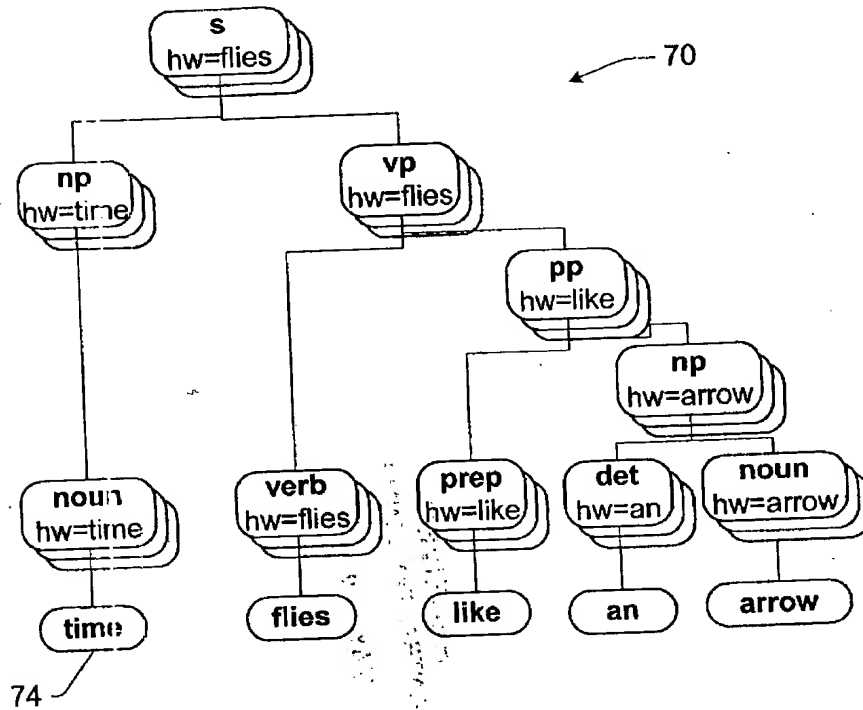 s
hw=flies
70
np
hw=time
vp
hw=flies
pp
hw=like
np
hw=arrow
noun
hw=time
verb
hw=flies
prep
hw=like
det
hw=an
noun
hw=arrow
time
flies
like
an
arrow
74